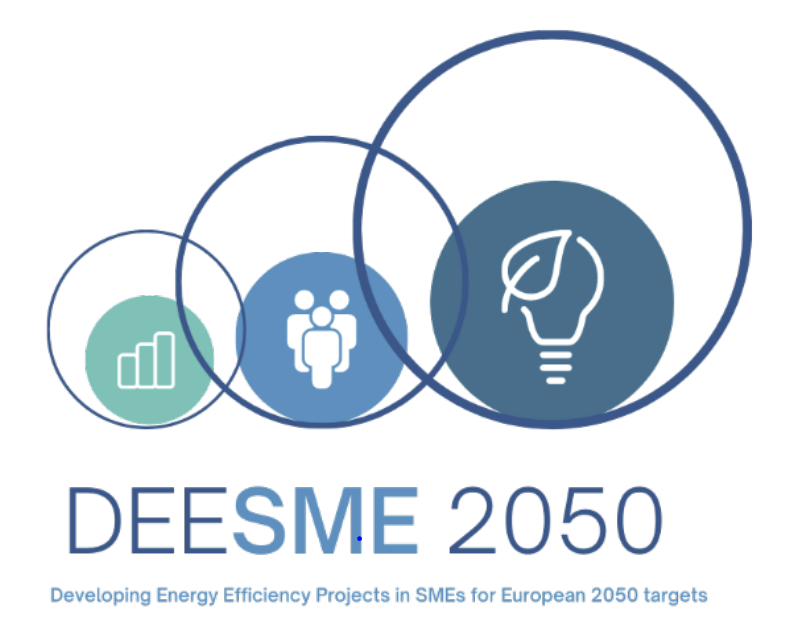 DEESME 2050
Developing Energy Efficiency Projects in SMEs for European 2050 targets